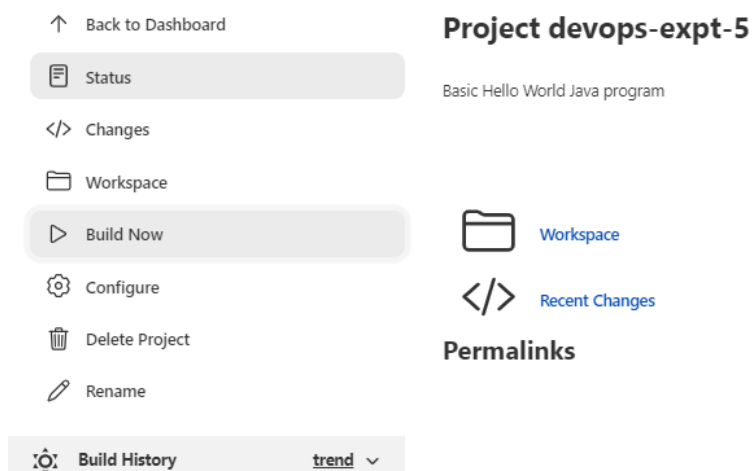 Back to Dashboard
Status
Changes
Workspace
Build Now
Configure
Delete Project
Rename
Build History trend
Project devops-expt-5
Basic Hello World Java program
Workspace
Recent Changes
Permalinks